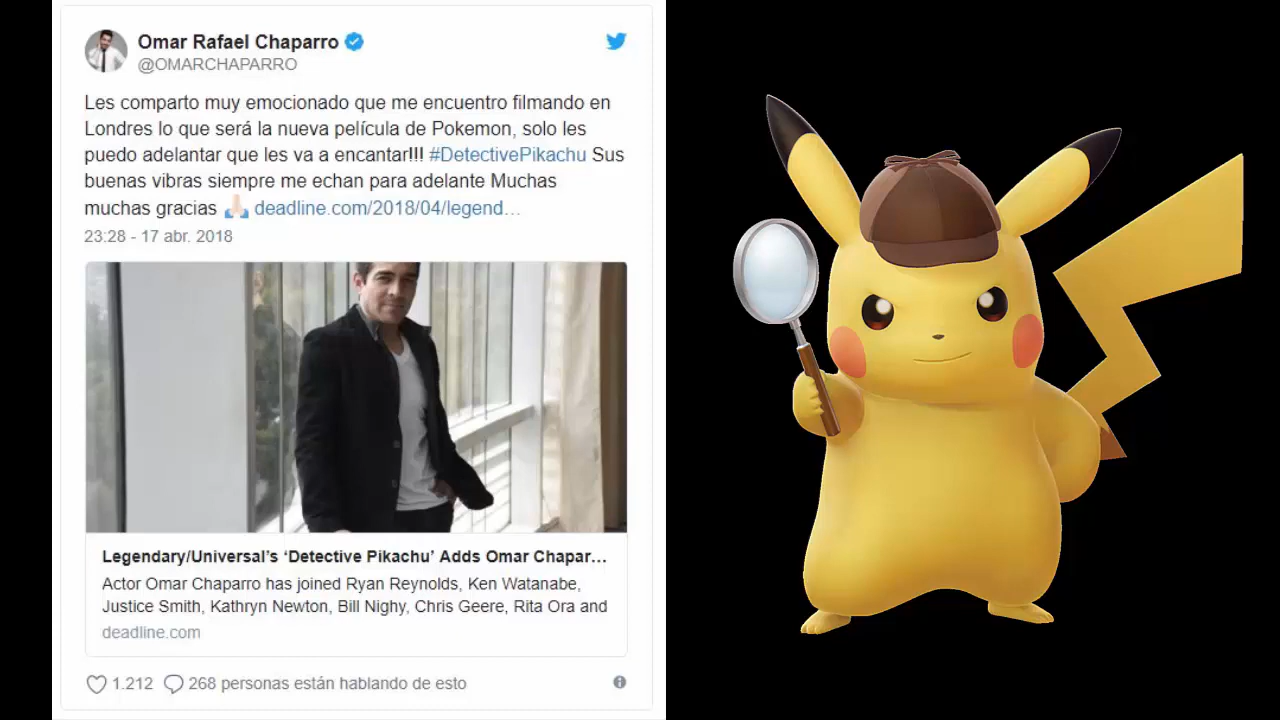 Omar Rafael Chaparro
@OMARCHAPARRO
Les comparto muy emocionado que me encuentro filmando en
Londres lo que será la nueva película de Pokemon, solo les
puedo adelantar que les va a encantar!!! #DetectivePikachu Sus
buenas vibras siempre me echan para adelante Muchas
muchas gracias 🙏🏻 deadline.com/2018/04/legend…
23:28 - 17 abr. 2018
Legendary/Universal's ‘Detective Pikachu’ Adds Omar Chapar…
Actor Omar Chaparro has joined Ryan Reynolds, Ken Watanabe,
Justice Smith, Kathryn Newton, Bill Nighy, Chris Geere, Rita Ora and
deadline.com
1.212 268 personas están hablando de esto